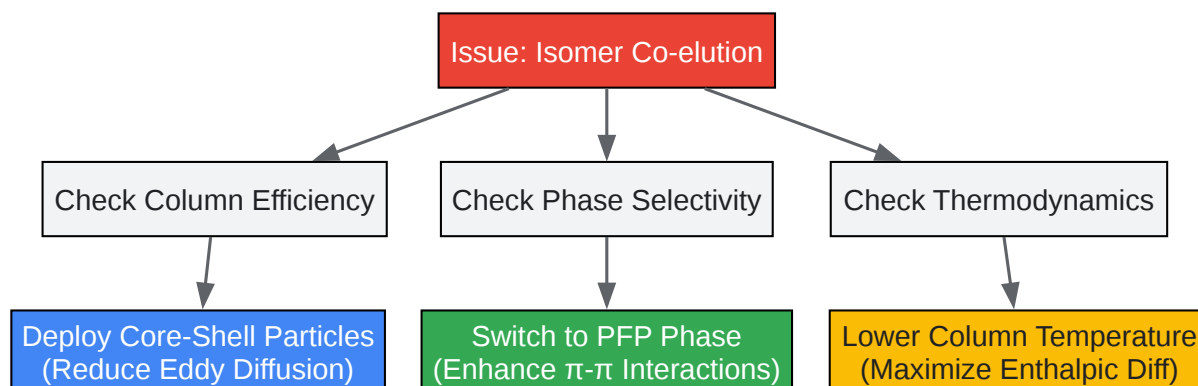 Issue: Isomer Co-elution
Check Column Efficiency
Check Phase Selectivity
Check Thermodynamics
Deploy Core-Shell Particles
(Reduce Eddy Diffusion)
Switch to PFP Phase
(Enhance π-π Interactions)
Lower Column Temperature
(Maximize Enthalpic Diff)